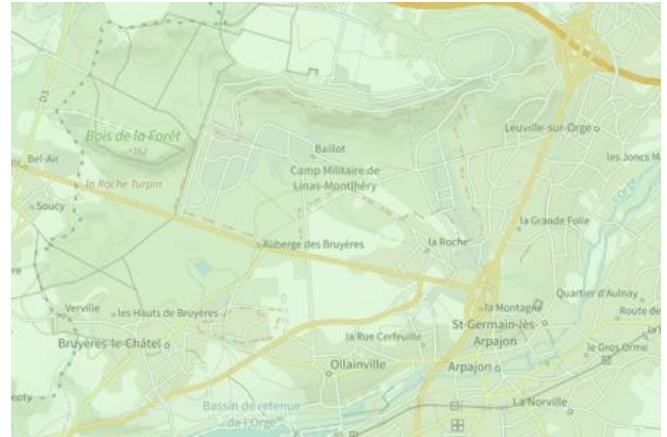 D3
Bois de la Forêt
162
Baillot
Leuville-sur-Orge
Bel-Air
Camp Militaire de
Linas-Montlhéry
les Joncs M
la Roche Turpin
l'Orge
Soucy
la Grande Folie
Auberge des Bruyères
la Roche
Quartier d'Aulnay
Verville
les Hauts de Bruyères
la Montagne
Route de
St-Germain-lès-
Arpajon
Bruyères-le-Châtel
la Rue Cerfeuille
le Gros Orme
Ollainville
Arpajon
Bassin de retenue
de l'Orge
La Norville